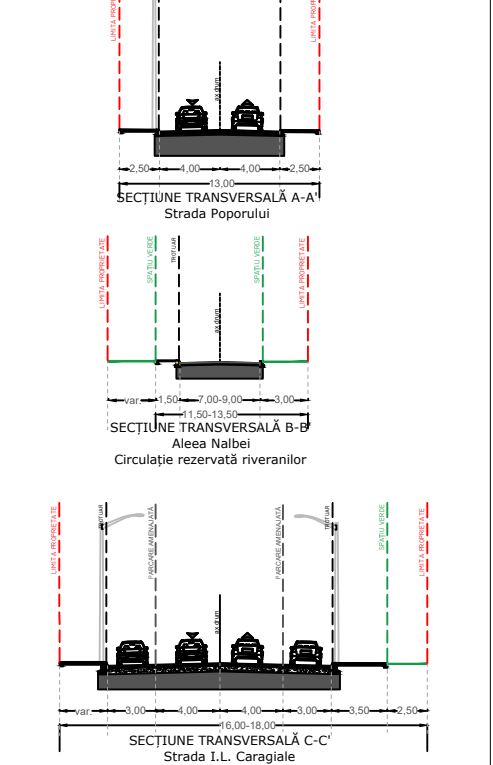 LIMITA PROPRIETATE
LIMITA PROPRIETATE
ax drum
2,50 4,00 4,00 2,50
13,00
SECȚIUNE TRANSVERSALĂ A-A'
Strada Poporului
LIMITA PROPRIETATE
SPAȚIU VERDE
TROTUAR
ax drum
SPAȚIU VERDE
LIMITA PROPRIETATE
var. 1,50 7,00-9,00 3,00
11,50-13,50
SECȚIUNE TRANSVERSALĂ B-B'
Aleea Nalbei
Circulație rezervată riveranilor
LIMITA PROPRIETATE
TROTUAR
PARCARE AMENAJATĂ
ax drum
PARCARE AMENAJATĂ
TROTUAR
SPAȚIU VERDE
LIMITA PROPRIETATE
var. 3,00 4,00 4,00 3,00 3,50 2,50
16,00-18,00
SECȚIUNE TRANSVERSALĂ C-C'
Strada I.L. Caragiale